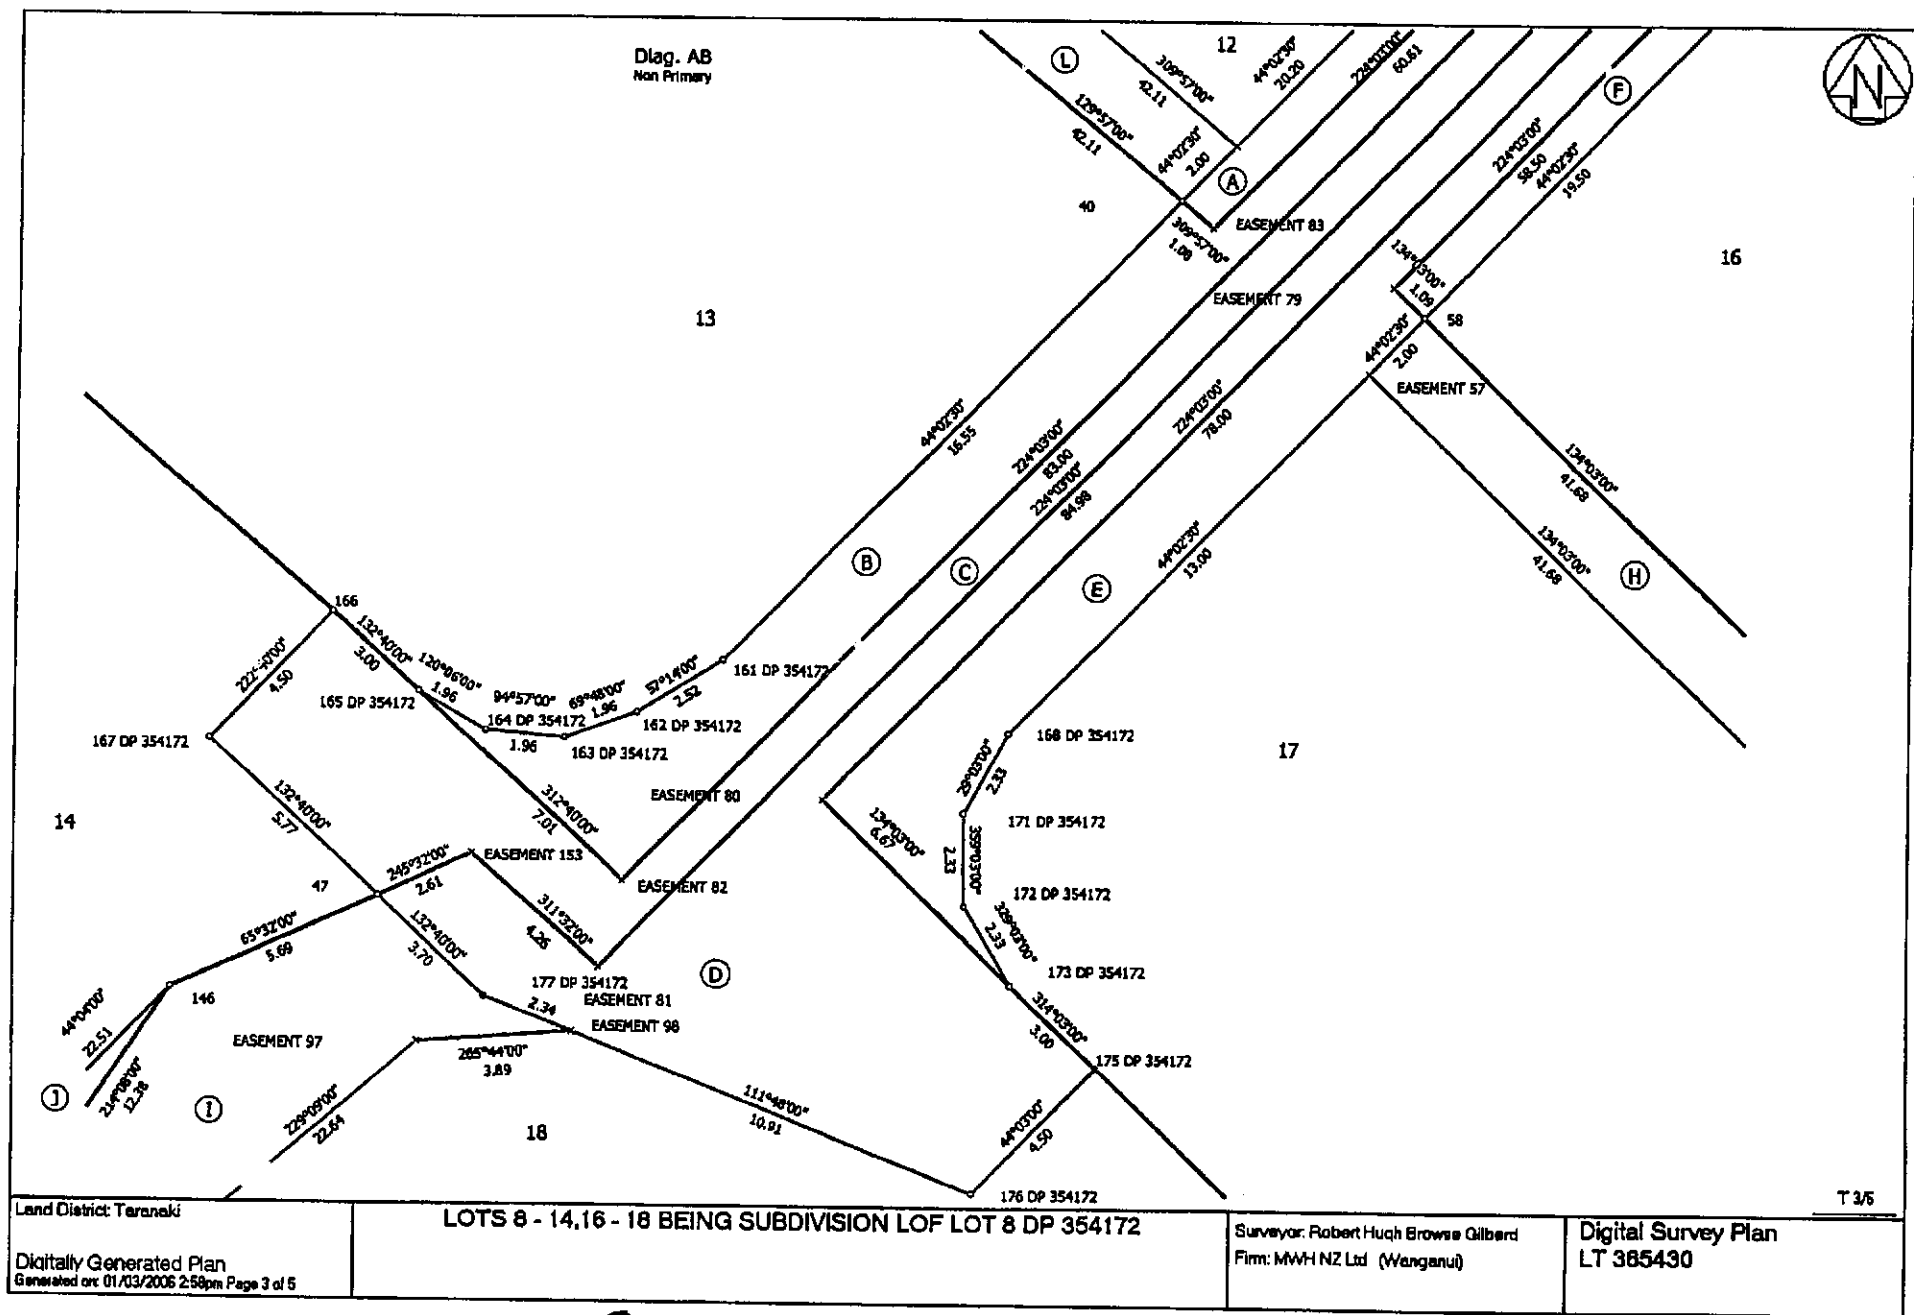 Diag. AB
Non Primary
12
L
309°57'00"
42.11
44°02'30"
20.20
224°03'00"
60.61
F
N
129°57'00"
42.11
44°02'30"
2.00
A
224°03'00"
58.50
44°02'30"
19.50
40
EASEMENT 83
309°57'00"
1.08
134°03'00"
1.09
16
EASEMENT 79
13
58
44°02'30"
2.00
EASEMENT 57
44°02'30"
16.55
224°03'00"
83.00
224°03'00"
84.98
224°03'00"
78.00
134°03'00"
41.68
134°03'00"
41.68
H
44°02'30"
13.00
B
C
E
166
132°40'00"
3.00
222°40'00"
4.50
120°06'00"
1.96
94°57'00"
1.96
69°48'00"
1.96
57°14'00"
2.52
161 DP 354172
165 DP 354172
164 DP 354172
162 DP 354172
163 DP 354172
167 DP 354172
168 DP 354172
17
29°03'00"
2.33
132°40'00"
5.77
312°40'00"
7.01
EASEMENT 80
134°03'00"
6.67
171 DP 354172
14
359°03'00"
2.33
245°32'00"
2.61
EASEMENT 153
47
EASEMENT 82
172 DP 354172
65°32'00"
5.69
132°40'00"
3.70
311°32'00"
4.26
329°03'00"
2.33
D
173 DP 354172
177 DP 354172
146
EASEMENT 81
2.34
EASEMENT 98
314°03'00"
3.00
44°04'00"
22.51
EASEMENT 97
265°44'00"
3.89
175 DP 354172
214°08'00"
12.38
J
I
229°09'00"
22.64
111°48'00"
10.91
44°03'00"
4.50
18
176 DP 354172
T 3/5
Land District: Taranaki
Digitally Generated Plan
Generated on: 01/03/2006 2:58pm Page 3 of 5
LOTS 8 - 14,16 - 18 BEING SUBDIVISION LOF LOT 8 DP 354172
Surveyor: Robert Hugh Browse Gilberd
Firm: MWH NZ Ltd (Wanganui)
Digital Survey Plan
LT 365430